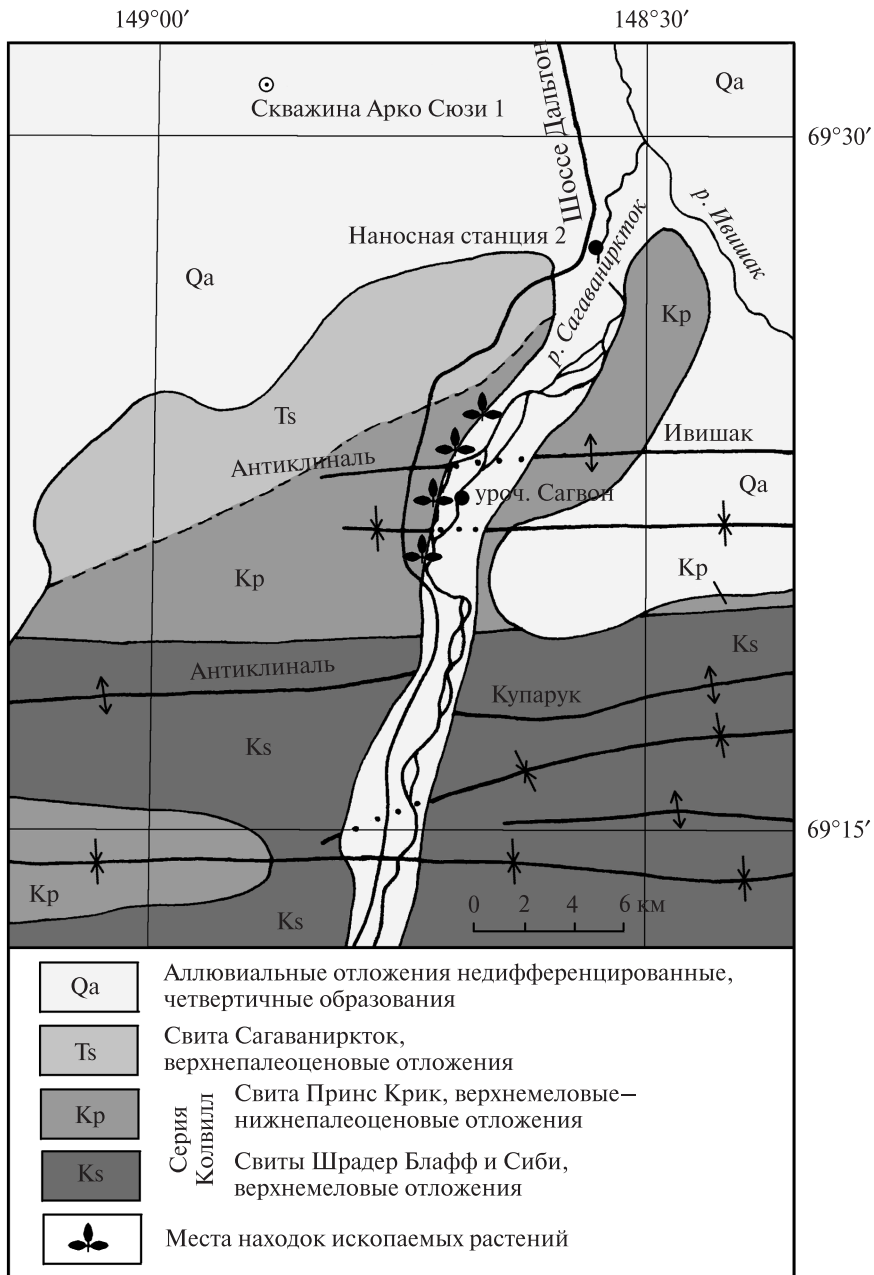 149°00′
148°30′
Qa
Скважина Арко Сюзи 1
Шоссе Дальтон
69°30′
р. Ивишак
Наносная станция 2
р. Сагаваниркток
Qa
Kp
Ts
Ивишак
Антиклиналь
Qa
уроч. Сагвон
Kp
Kp
Ks
Антиклиналь
Купарук
Ks
69°15′
Kp
Ks
0 2 4 6 км
Qa
Аллювиальные отложения недифференцированные,
четвертичные образования
Ts
Свита Сагаваниркток,
верхнепалеоценовые отложения
Kp
Серия
Колвилл
Свита Принс Крик, верхнемеловые–
нижнепалеоценовые отложения
Ks
Свиты Шрадер Блафф и Сиби,
верхнемеловые отложения
Места находок ископаемых растений